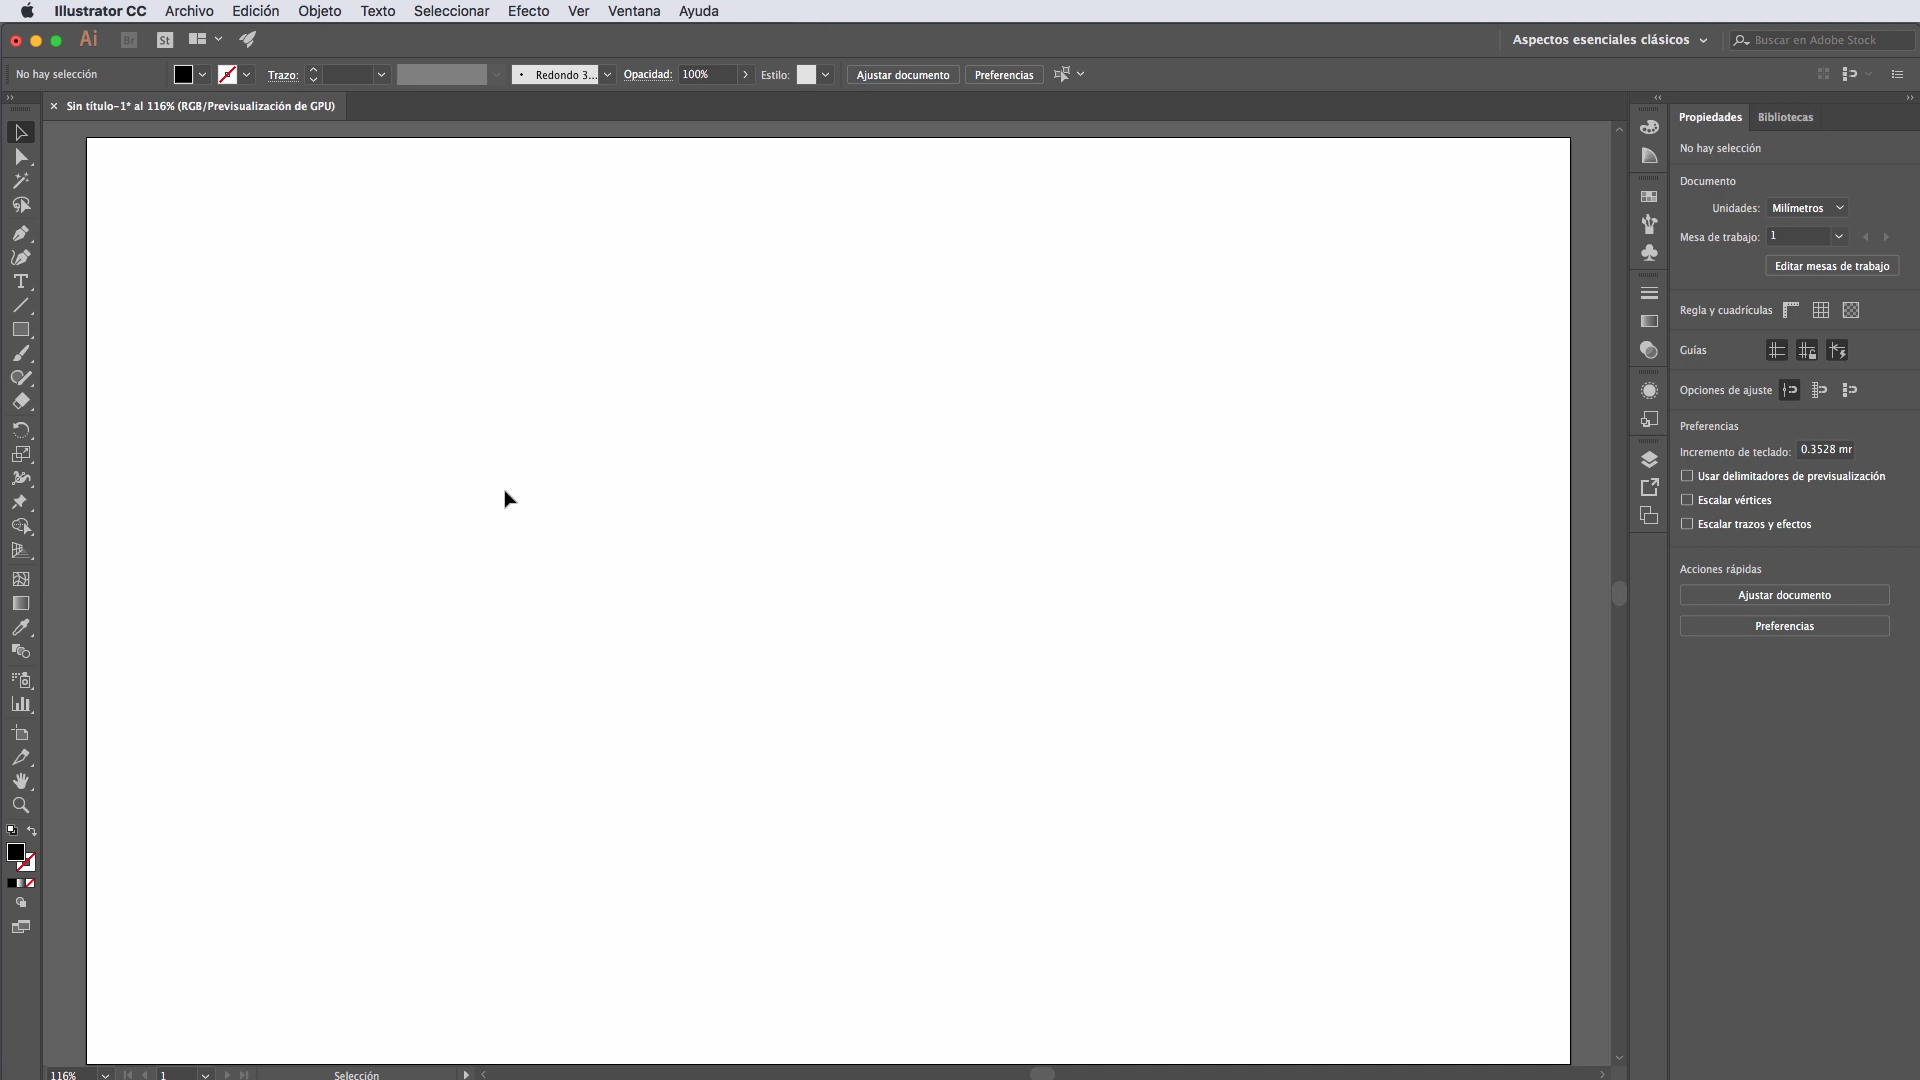 Illustrator CC Archivo Edición Objeto Texto Seleccionar Efecto Ver Ventana Ayuda
Ai Br St Aspectos esenciales clásicos Buscar en Adobe Stock
No hay selección Trazo: Redondo 3... Opacidad: 100% Estilo: Ajustar documento Preferencias
× Sin título-1* al 116% (RGB/Previsualización de GPU)
Propiedades Bibliotecas
No hay selección
Documento
Unidades: Milímetros
Mesa de trabajo: 1
Editar mesas de trabajo
Regla y cuadrículas
Guías
Opciones de ajuste
Preferencias
Incremento de teclado: 0.3528 mr
Usar delimitadores de previsualización
Escalar vértices
Escalar trazos y efectos
Acciones rápidas
Ajustar documento
Preferencias
116% 1 Selección